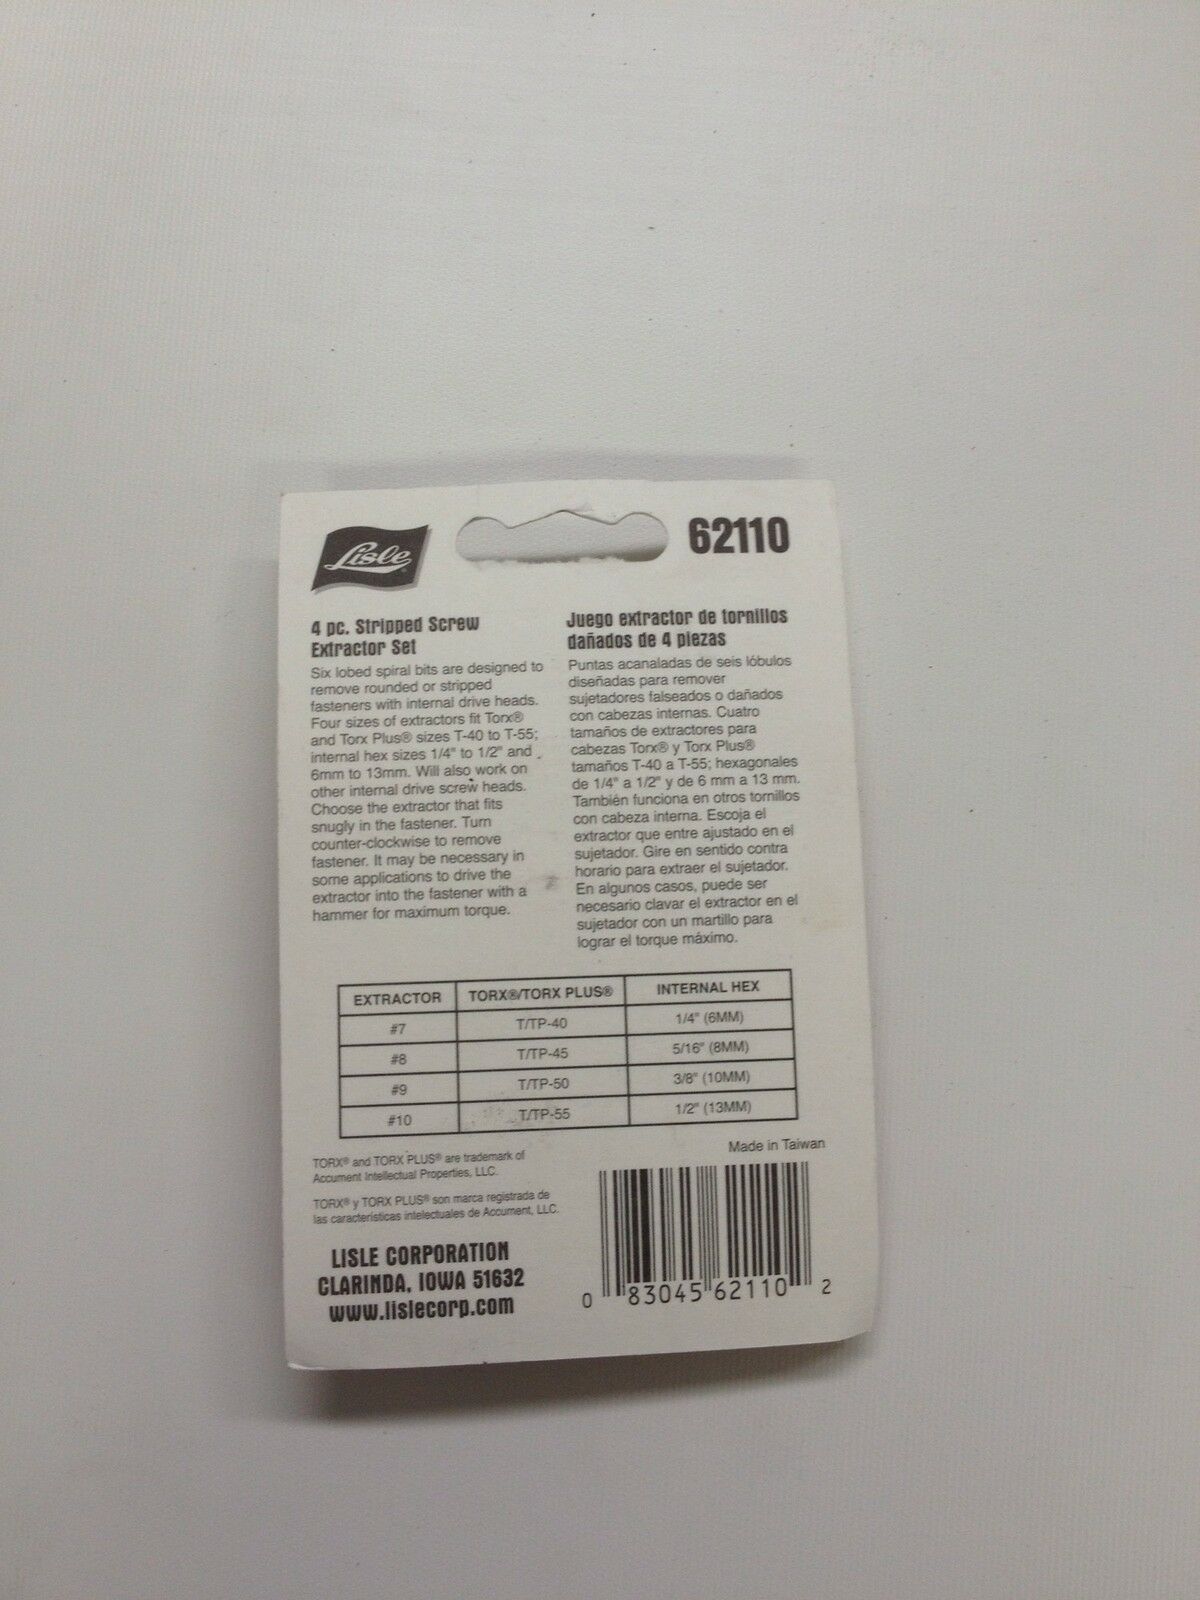 Lisle
62110
4 pc. Stripped Screw
Extractor Set
Six lobed spiral bits are designed to
remove rounded or stripped
fasteners with internal drive heads.
Four sizes of extractors fit Torx®
and Torx Plus® sizes T-40 to T-55;
internal hex sizes 1/4" to 1/2" and
6mm to 13mm. Will also work on
other internal drive screw heads.
Choose the extractor that fits
snugly in the fastener. Turn
counter-clockwise to remove
fastener. It may be necessary in
some applications to drive the
extractor into the fastener with a
hammer for maximum torque.
Juego extractor de tornillos
dañados de 4 piezas
Puntas acanaladas de seis lóbulos
diseñadas para remover
sujetadores falseados o dañados
con cabezas internas. Cuatro
tamaños de extractores para
cabezas Torx® y Torx Plus®
tamaños T-40 a T-55; hexagonales
de 1/4" a 1/2" y de 6 mm a 13 mm.
También funciona en otros tornillos
con cabeza interna. Escoja el
extractor que entre ajustado en el
sujetador. Gire en sentido contra
horario para extraer el sujetador.
En algunos casos, puede ser
necesario clavar el extractor en el
sujetador con un martillo para
lograr el torque máximo.
EXTRACTOR TORX®/TORX PLUS® INTERNAL HEX
#7 T/TP-40 1/4" (6MM)
#8 T/TP-45 5/16" (8MM)
#9 T/TP-50 3/8" (10MM)
#10 T/TP-55 1/2" (13MM)
TORX® and TORX PLUS® are trademark of
Accument Intellectual Properties, LLC.
TORX® y TORX PLUS® son marca registrada de
las características intelectuales de Accument, LLC.
LISLE CORPORATION
CLARINDA, IOWA 51632
www.lislecorp.com
Made in Taiwan
0 83045 62110 2